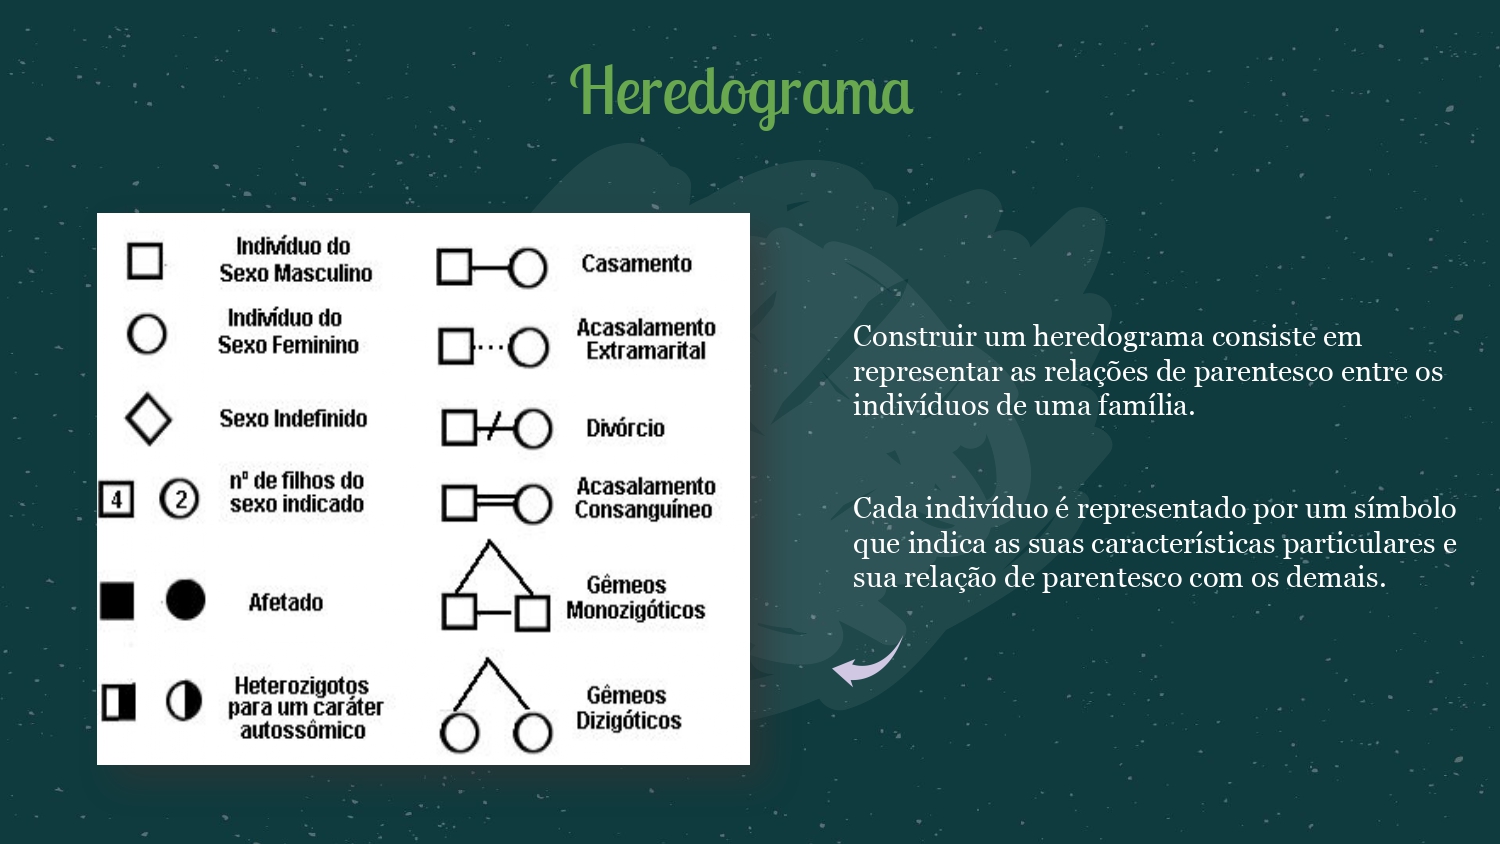 Heredograma
Indivíduo do
Sexo Masculino
Indivíduo do
Sexo Feminino
Sexo Indefinido
4
2
nº de filhos do
sexo indicado
Afetado
Heterozigotos
para um caráter
autossômico
Casamento
Acasalamento
Extramarital
Divórcio
Acasalamento
Consanguíneo
Gêmeos
Monozigóticos
Gêmeos
Dizigóticos
Construir um heredograma consiste em
representar as relações de parentesco entre os
indivíduos de uma família.
Cada indivíduo é representado por um símbolo
que indica as suas características particulares e
sua relação de parentesco com os demais.